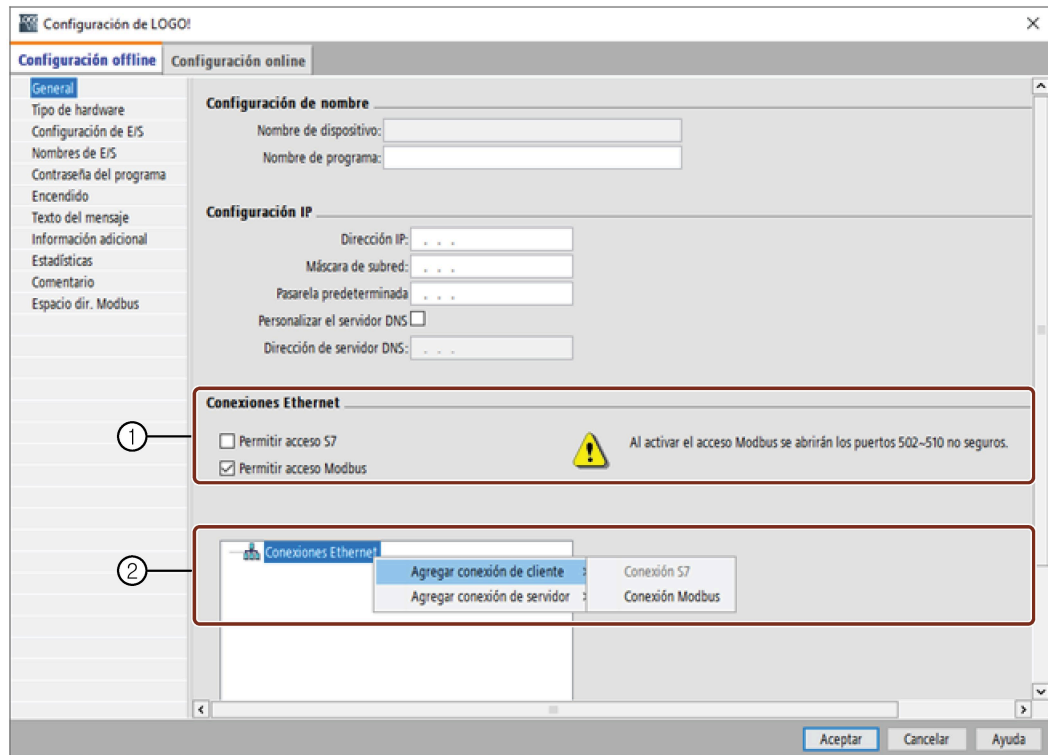 Configuración de LOGO!
Configuración offline
Configuración online
General
Tipo de hardware
Configuración de E/S
Nombres de E/S
Contraseña del programa
Encendido
Texto del mensaje
Información adicional
Estadísticas
Comentario
Espacio dir. Modbus
Configuración de nombre
Nombre de dispositivo:
Nombre de programa:
Configuración IP
Dirección IP: . . .
Máscara de subred: . . .
Pasarela predeterminada . . .
Personalizar el servidor DNS
Dirección de servidor DNS: . . .
1
Conexiones Ethernet
Permitir acceso S7
Permitir acceso Modbus
Al activar el acceso Modbus se abrirán los puertos 502~510 no seguros.
2
Conexiones Ethernet
Agregar conexión de cliente
Agregar conexión de servidor
Conexión S7
Conexión Modbus
Aceptar
Cancelar
Ayuda